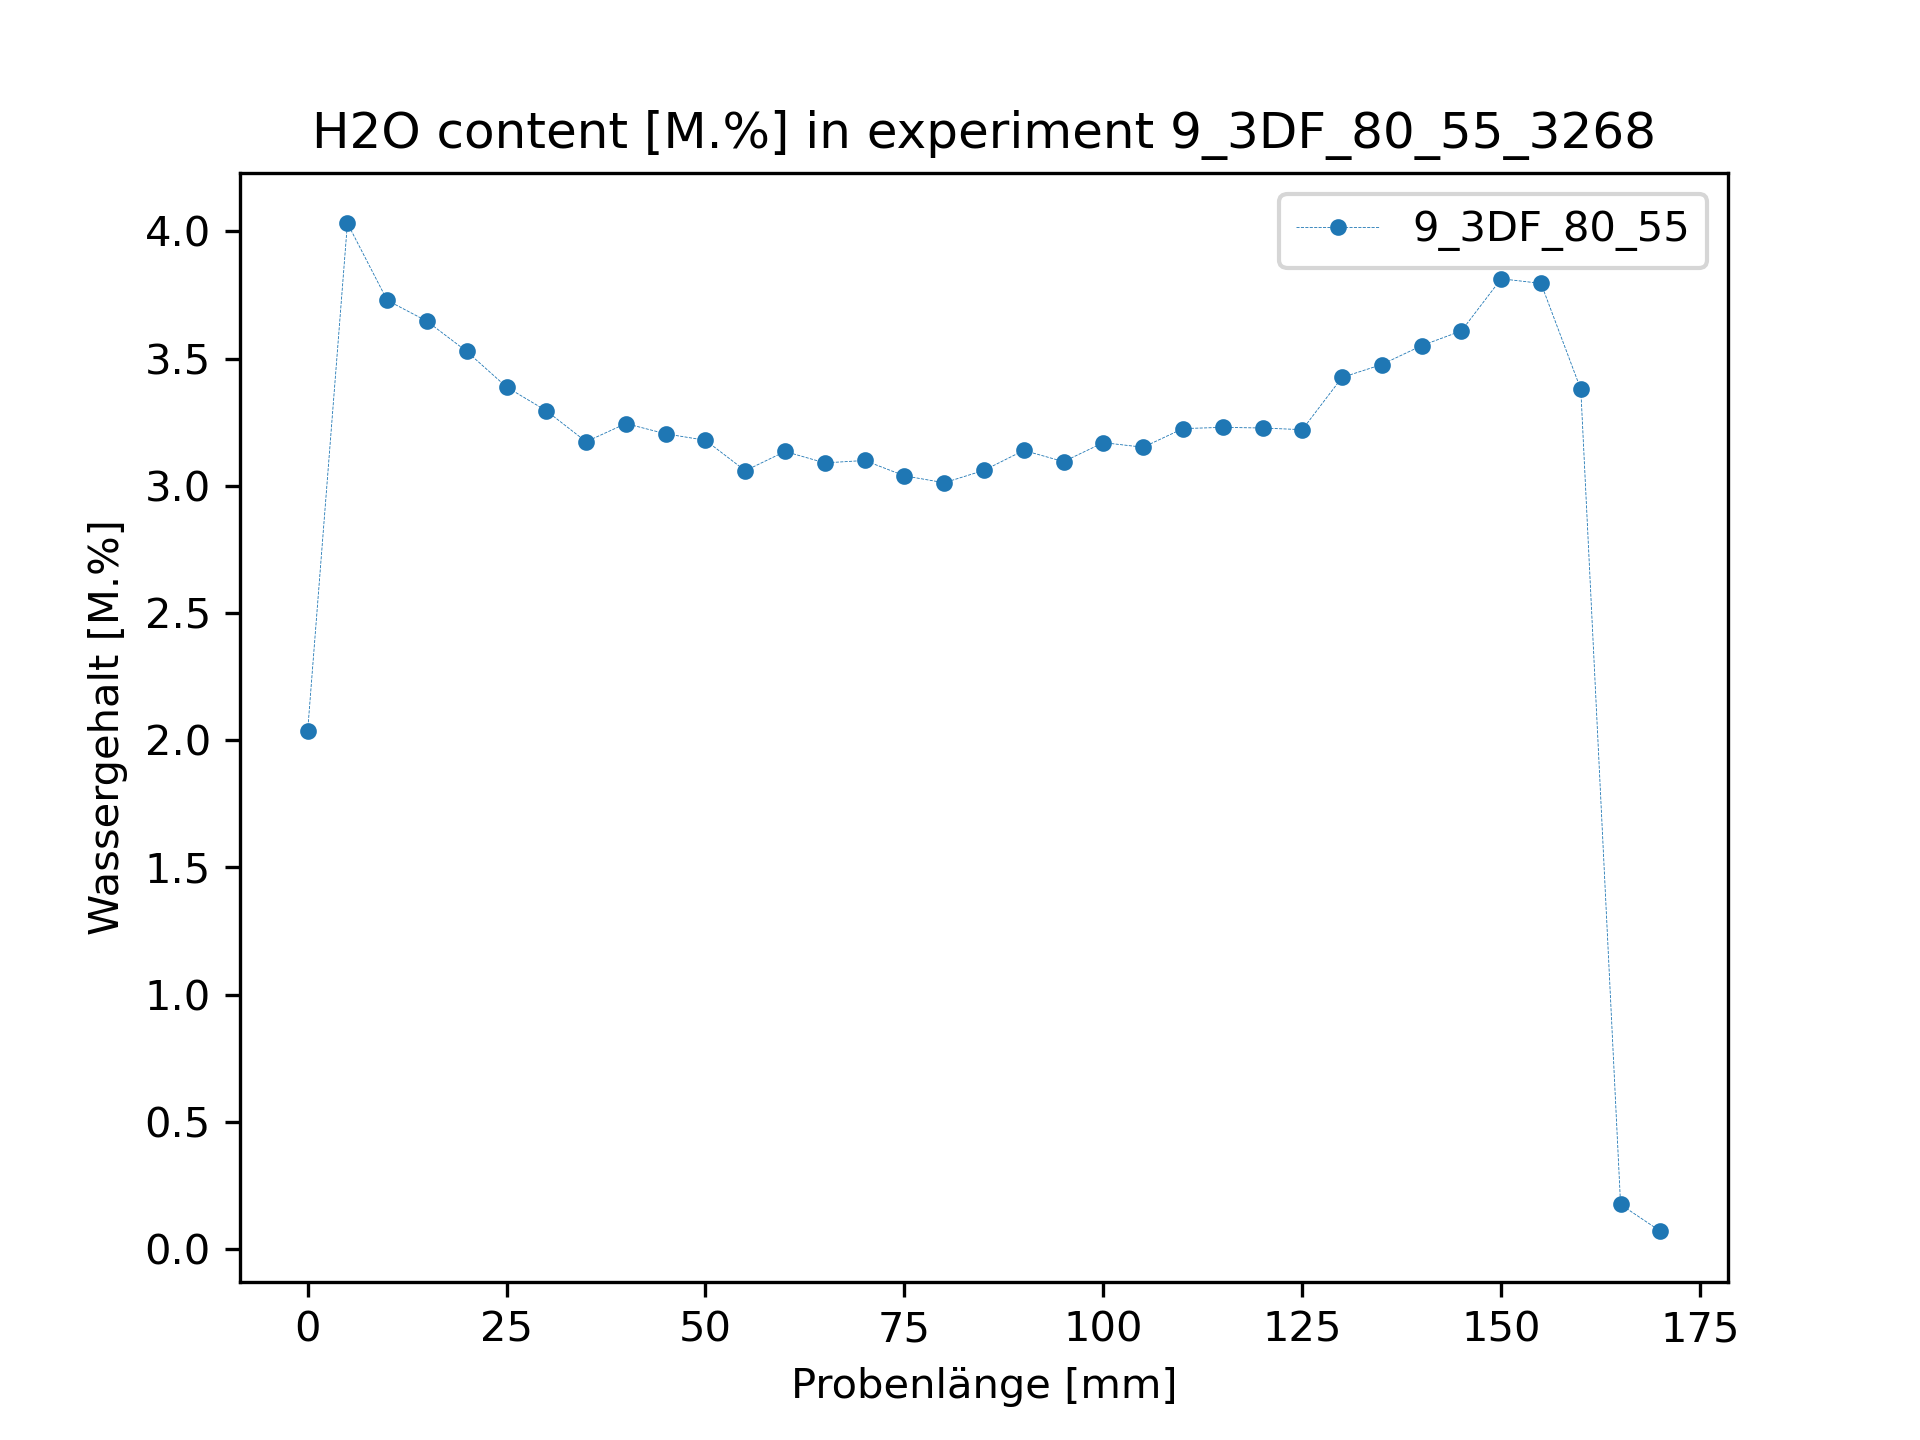 H2O content [M.%] in experiment 9_3DF_80_55_3268
9_3DF_80_55
Wassergehalt [M.%]
4.0
3.5
3.0
2.5
2.0
1.5
1.0
0.5
0.0
0 25 50 75 100 125 150 175
Probenlänge [mm]